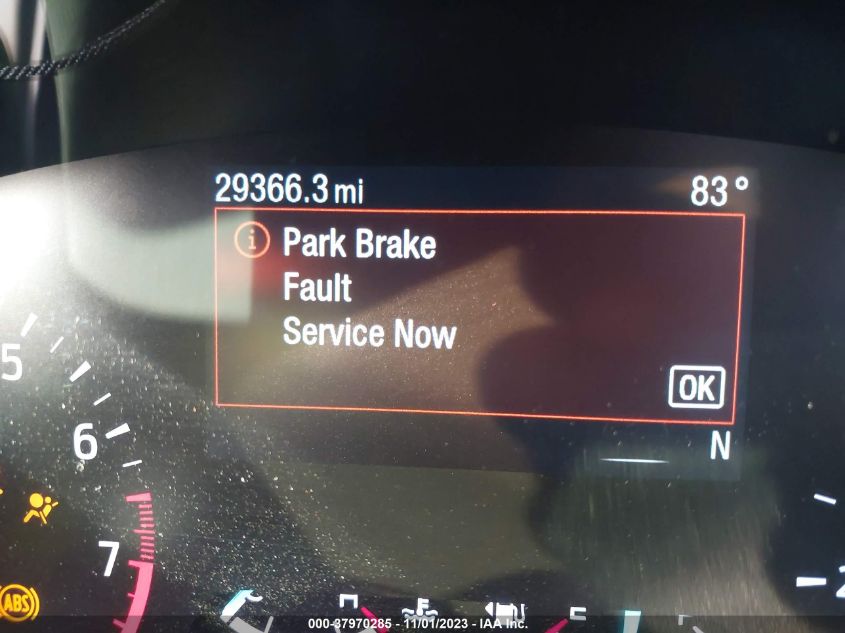 29366.3 mi 83°
i Park Brake
Fault
Service Now
OK
N
5
6
7
ABS
000-37970285 - 11/01/2023 - IAA Inc.